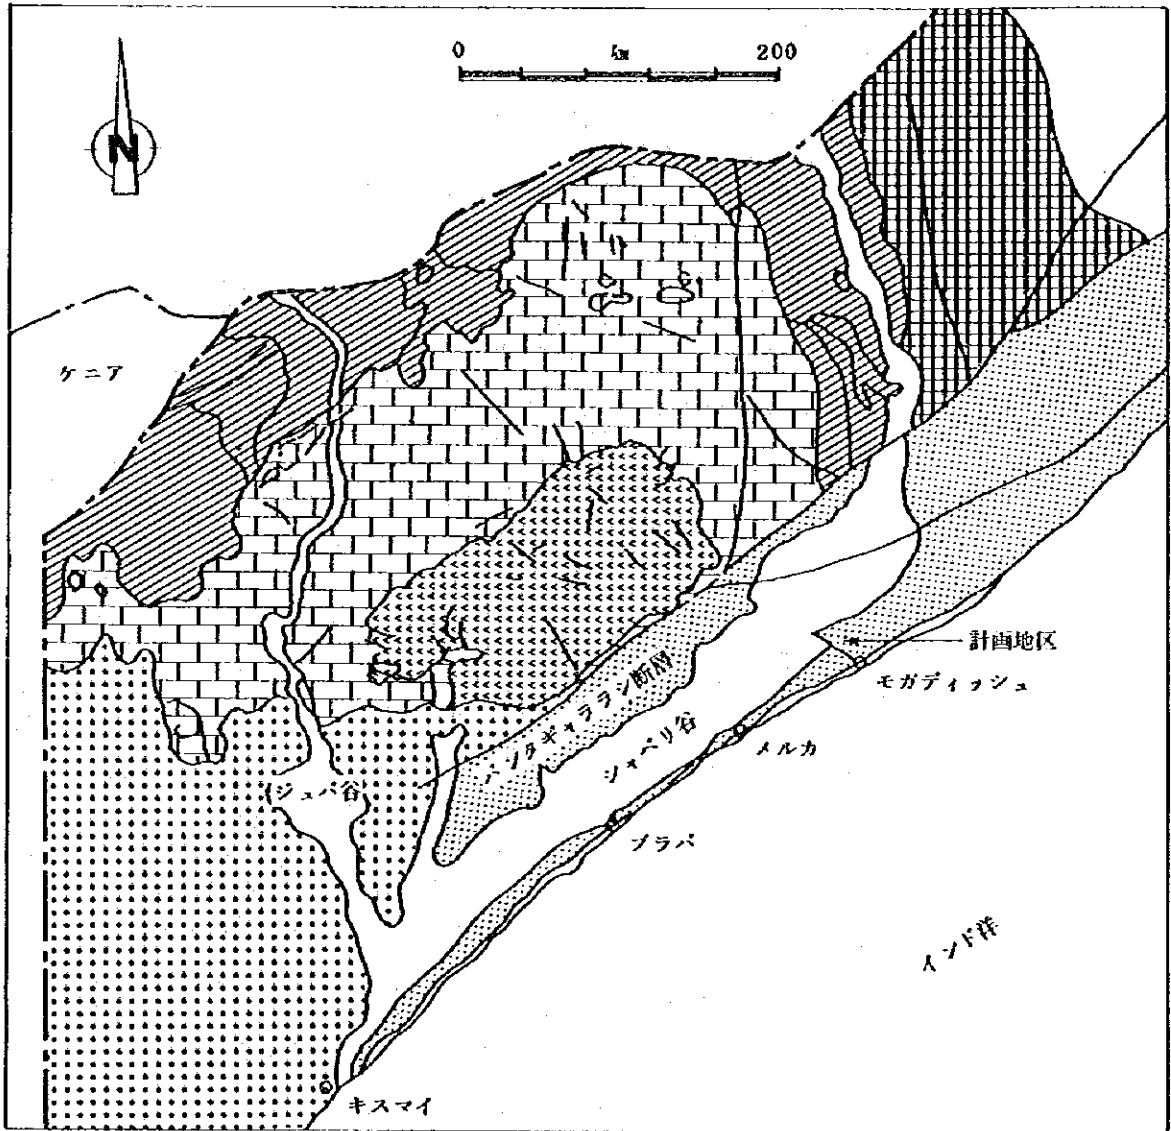 0 km 200
N
ケニア
計画地区
モガディッシュ
バンタギャララシ断層
メルカ
シャベリ谷
ジュバ谷
ブラバ
インド洋
キスマイ